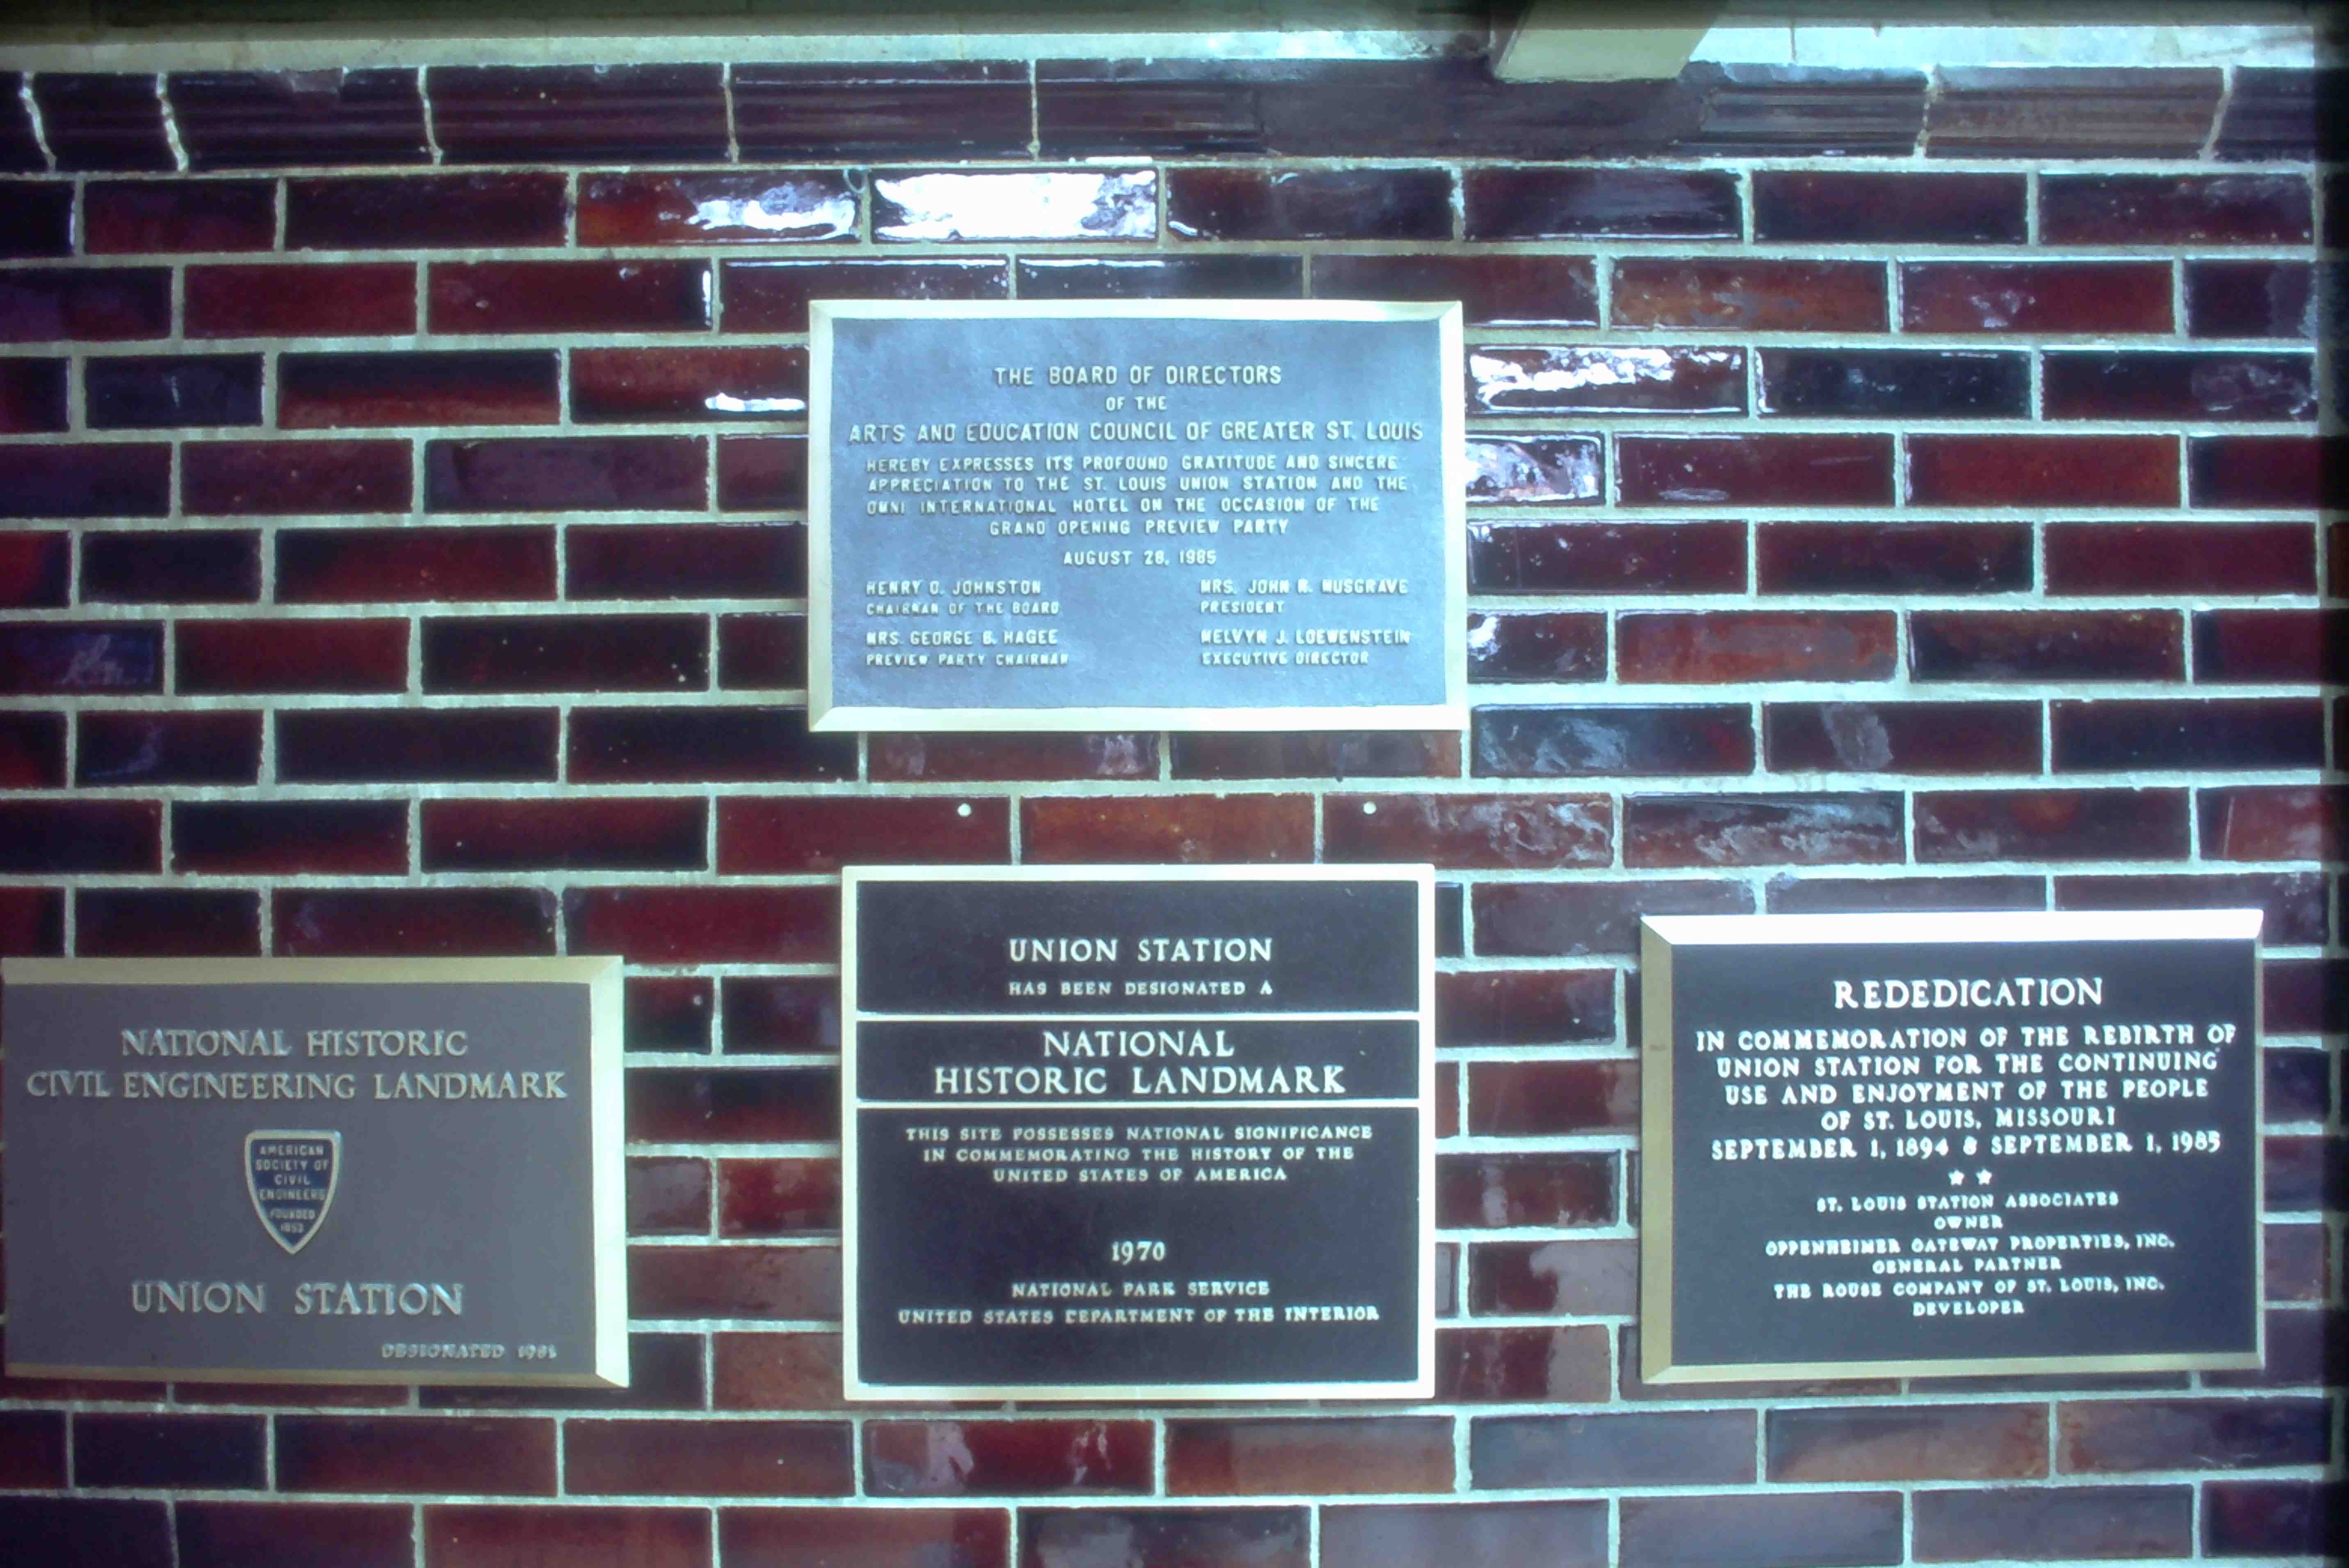 THE BOARD OF DIRECTORS
OF THE
ARTS AND EDUCATION COUNCIL OF GREATER ST. LOUIS
HEREBY EXPRESSES ITS PROFOUND GRATITUDE AND SINCERE
APPRECIATION TO THE ST. LOUIS UNION STATION AND THE
OMNI INTERNATIONAL HOTEL ON THE OCCASION OF THE
GRAND OPENING PREVIEW PARTY
AUGUST 28, 1985
HENRY O. JOHNSTON
CHAIRMAN OF THE BOARD
MRS. JOHN R. MUSGRAVE
PRESIDENT
MRS. GEORGE B. HAGEE
PREVIEW PARTY CHAIRMAN
MELVYN J. LOEWENSTEIN
EXECUTIVE DIRECTOR
NATIONAL HISTORIC
CIVIL ENGINEERING LANDMARK
AMERICAN
SOCIETY OF
CIVIL
ENGINEERS
FOUNDED
1852
UNION STATION
DESIGNATED
UNION STATION
HAS BEEN DESIGNATED A
NATIONAL
HISTORIC LANDMARK
THIS SITE POSSESSES NATIONAL SIGNIFICANCE
IN COMMEMORATING THE HISTORY OF THE
UNITED STATES OF AMERICA
1970
NATIONAL PARK SERVICE
UNITED STATES DEPARTMENT OF THE INTERIOR
REDEDICATION
IN COMMEMORATION OF THE REBIRTH OF
UNION STATION FOR THE CONTINUING
USE AND ENJOYMENT OF THE PEOPLE
OF ST. LOUIS, MISSOURI
SEPTEMBER 1, 1894 & SEPTEMBER 1, 1985
ST. LOUIS STATION ASSOCIATES
OWNER
OPPENHEIMER GATEWAY PROPERTIES, INC.
GENERAL PARTNER
THE ROUSE COMPANY OF ST. LOUIS, INC.
DEVELOPER